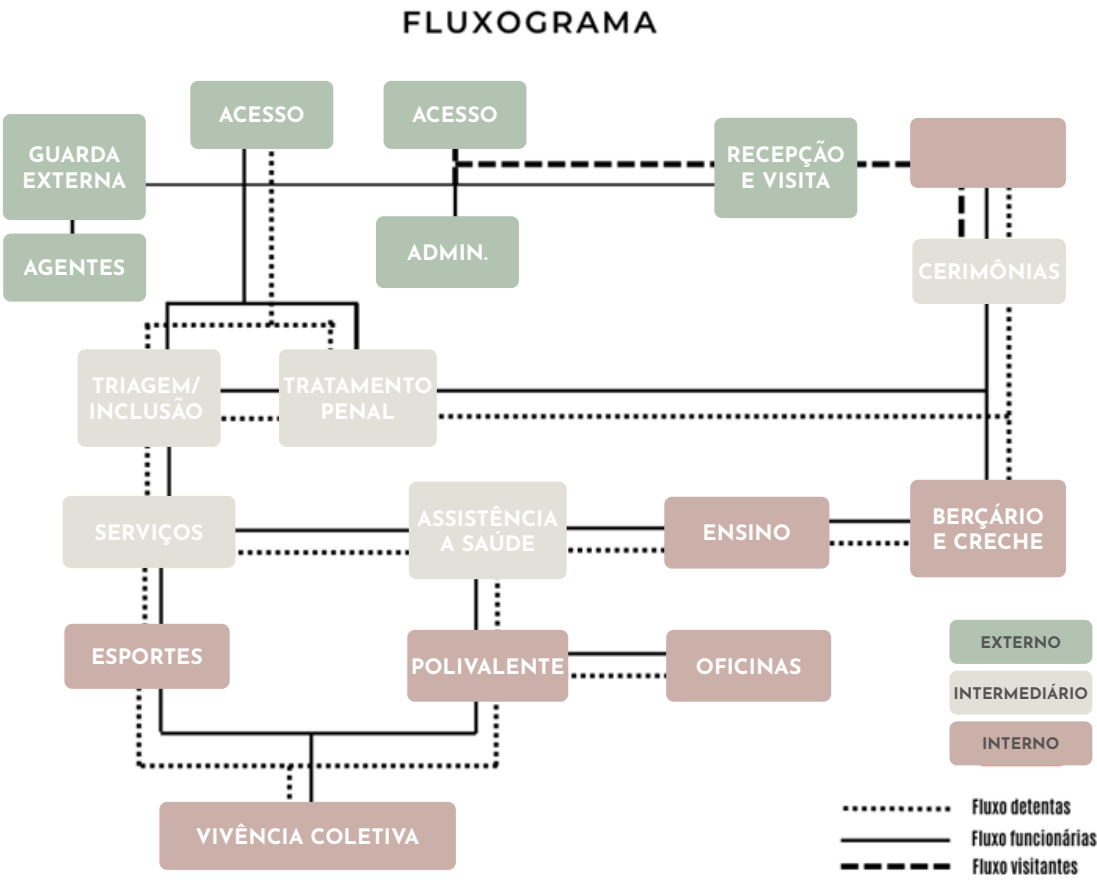 FLUXOGRAMA
ACESSO
ACESSO
GUARDA
EXTERNA
RECEPÇÃO
E VISITA
AGENTES
ADMIN.
CERIMÔNIAS
TRIAGEM/
INCLUSÃO
TRATAMENTO
PENAL
SERVIÇOS
ASSISTÊNCIA
A SAÚDE
ENSINO
BERÇÁRIO
E CRECHE
ESPORTES
POLIVALENTE
OFICINAS
VIVÊNCIA COLETIVA
EXTERNO
INTERMEDIÁRIO
INTERNO
Fluxo detentas
Fluxo funcionárias
Fluxo visitantes